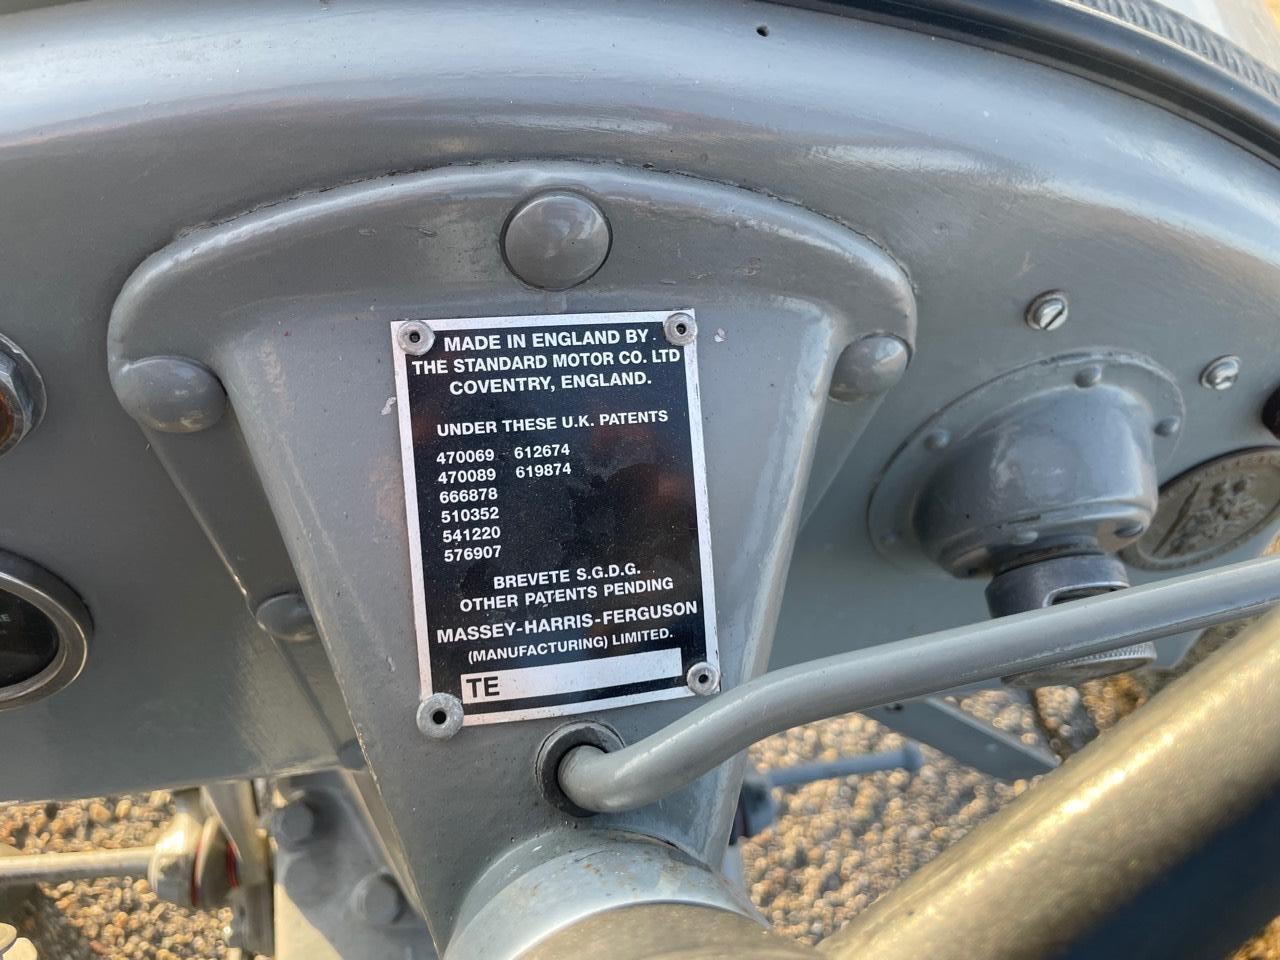 MADE IN ENGLAND BY
THE STANDARD MOTOR CO. LTD
COVENTRY, ENGLAND.
UNDER THESE U.K. PATENTS
470069 612674
470089 619874
666878
510352
541220
576907
BREVETE S.G.D.G.
OTHER PATENTS PENDING
MASSEY-HARRIS-FERGUSON
(MANUFACTURING) LIMITED.
TE